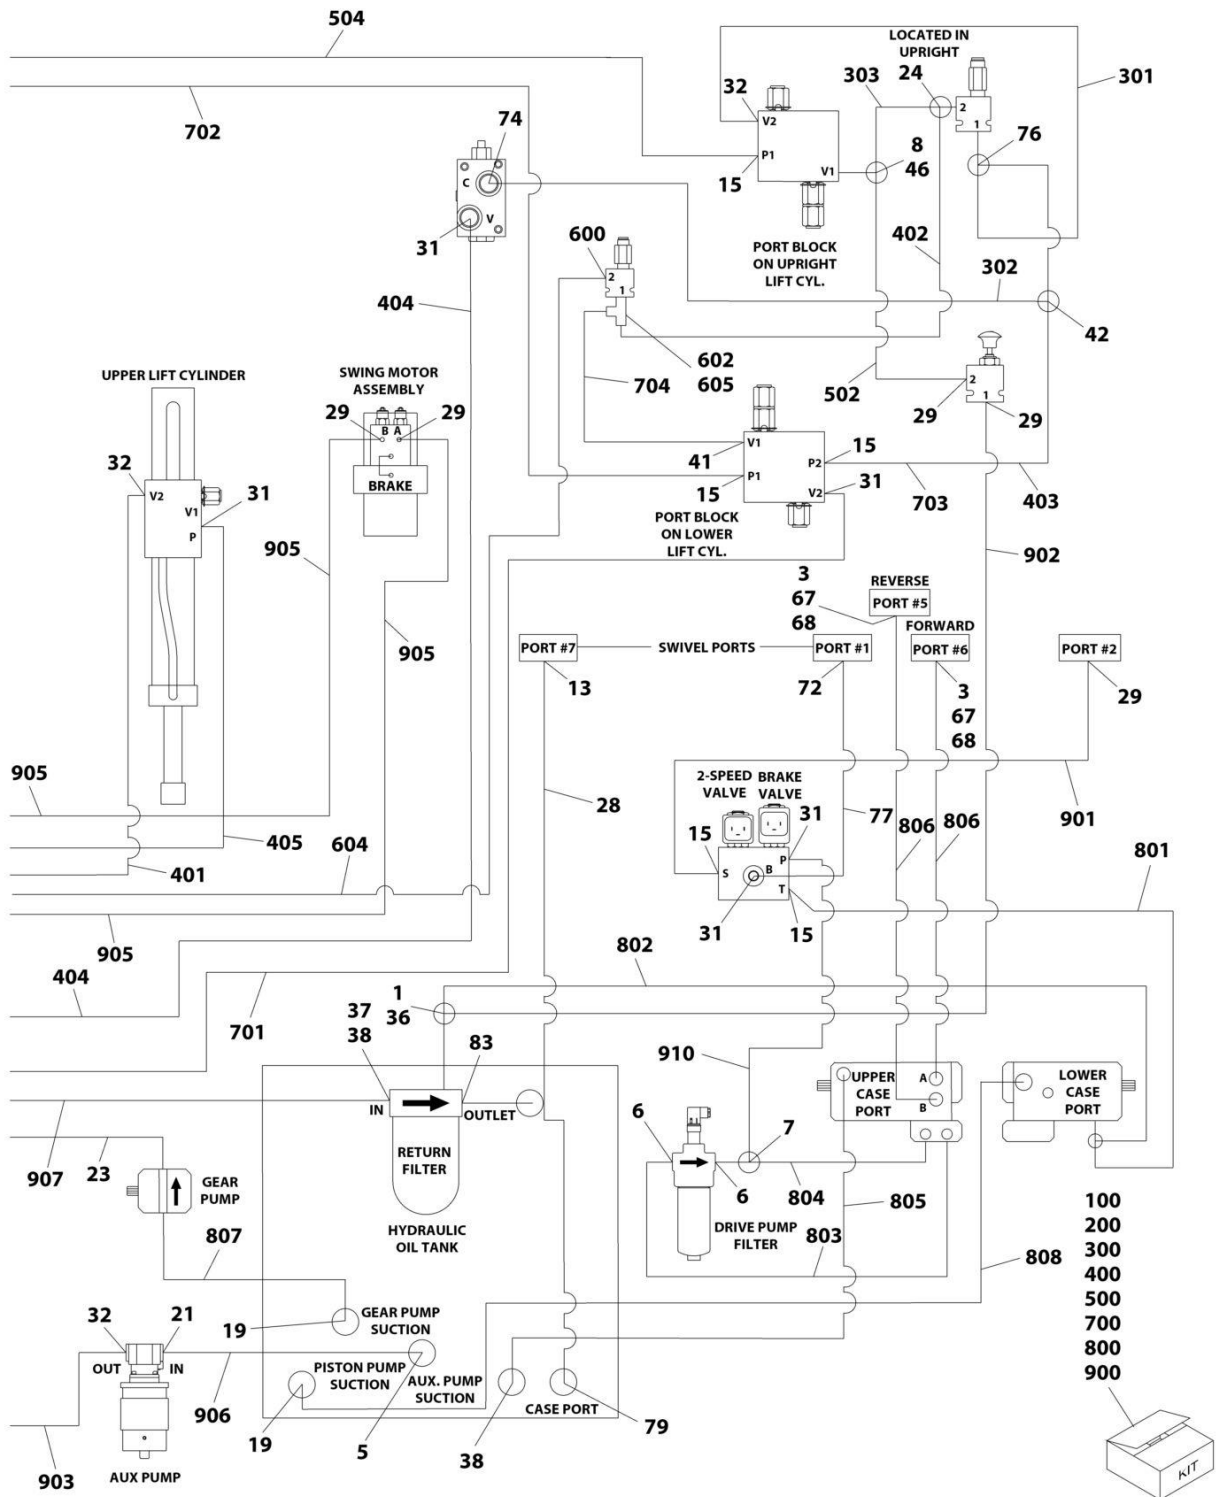 504
LOCATED IN
UPRIGHT
24
303
301
32
702
74
V2
2
1
76
P1
V1
8
46
15
C
V
31
600
PORT BLOCK
ON UPRIGHT
LIFT CYL.
402
302
2
1
404
42
602
605
UPPER LIFT CYLINDER
SWING MOTOR
ASSEMBLY
704
502
2
1
29
29
29
29
B A
32
V1
15
41
P2
V2
31
BRAKE
P1
15
31
V1
V2
P
703
403
PORT BLOCK
ON LOWER
LIFT CYL.
905
902
3
67
68
REVERSE
PORT #5
FORWARD
905
PORT #7
SWIVEL PORTS
PORT #1
PORT #6
PORT #2
13
72
3
67
68
29
905
2-SPEED
VALVE
BRAKE
VALVE
28
31
77
901
806
806
405
15
801
604
P
401
S
B
T
31
15
905
802
404
1
36
37
38
701
83
910
UPPER
CASE
PORT
A
B
LOWER
CASE
PORT
IN
OUTLET
6
7
RETURN
FILTER
907
23
GEAR
PUMP
6
804
805
100
200
300
400
500
700
800
900
HYDRAULIC
OIL TANK
DRIVE PUMP
FILTER
807
803
808
32
21
19
GEAR PUMP
SUCTION
OUT
IN
PISTON PUMP
SUCTION
AUX. PUMP
SUCTION
CASE PORT
906
79
19
5
38
903
AUX PUMP
KIT